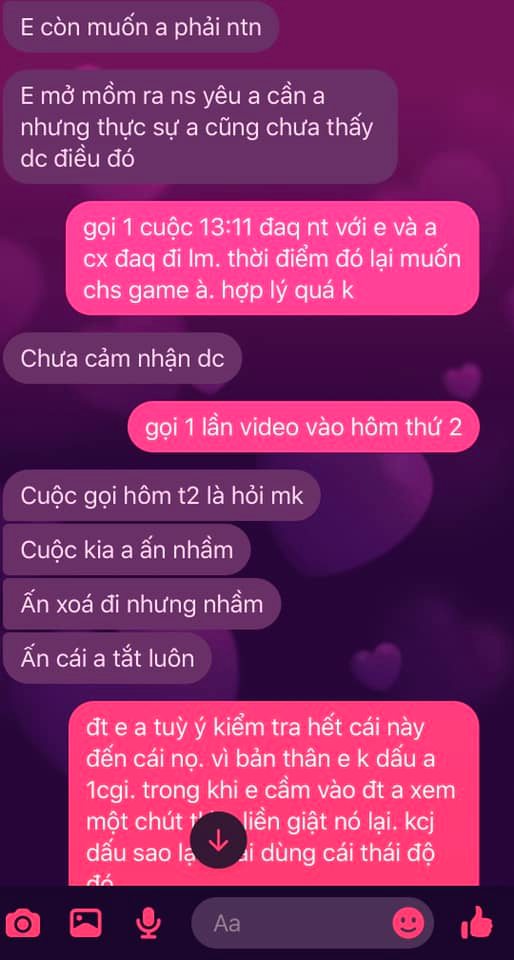 E còn muốn a phải ntn
E mở mồm ra ns yêu a cần a
nhưng thực sự a cũng chưa thấy
dc điều đó
gọi 1 cuộc 13:11 đaq nt với e và a
cx đaq đi lm. thời điểm đó lại muốn
chs game à. hợp lý quá k
Chưa cảm nhận dc
gọi 1 lần video vào hôm thứ 2
Cuộc gọi hôm t2 là hỏi mk
Cuộc kia a ấn nhầm
Ấn xoá đi nhưng nhầm
Ấn cái a tắt luôn
đt e a tuỳ ý kiểm tra hết cái này
đến cái nọ. vì bản thân e k dấu a
1cgi. trong khi e cầm vào đt a xem
một chút liền giật nó lại. kcj
dấu sao dùng cái thái độ
đó
Aa